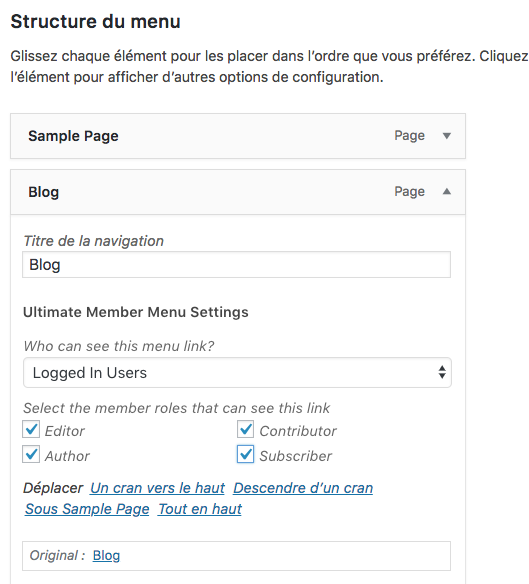 Structure du menu
Glissez chaque élément pour les placer dans l’ordre que vous préférez. Cliquez
l’élément pour afficher d’autres options de configuration.
Sample Page Page
Blog Page
Titre de la navigation
Blog
Ultimate Member Menu Settings
Who can see this menu link?
Logged In Users
Select the member roles that can see this link
Editor Contributor
Author Subscriber
Déplacer Un cran vers le haut Descendre d’un cran
Sous Sample Page Tout en haut
Original : Blog